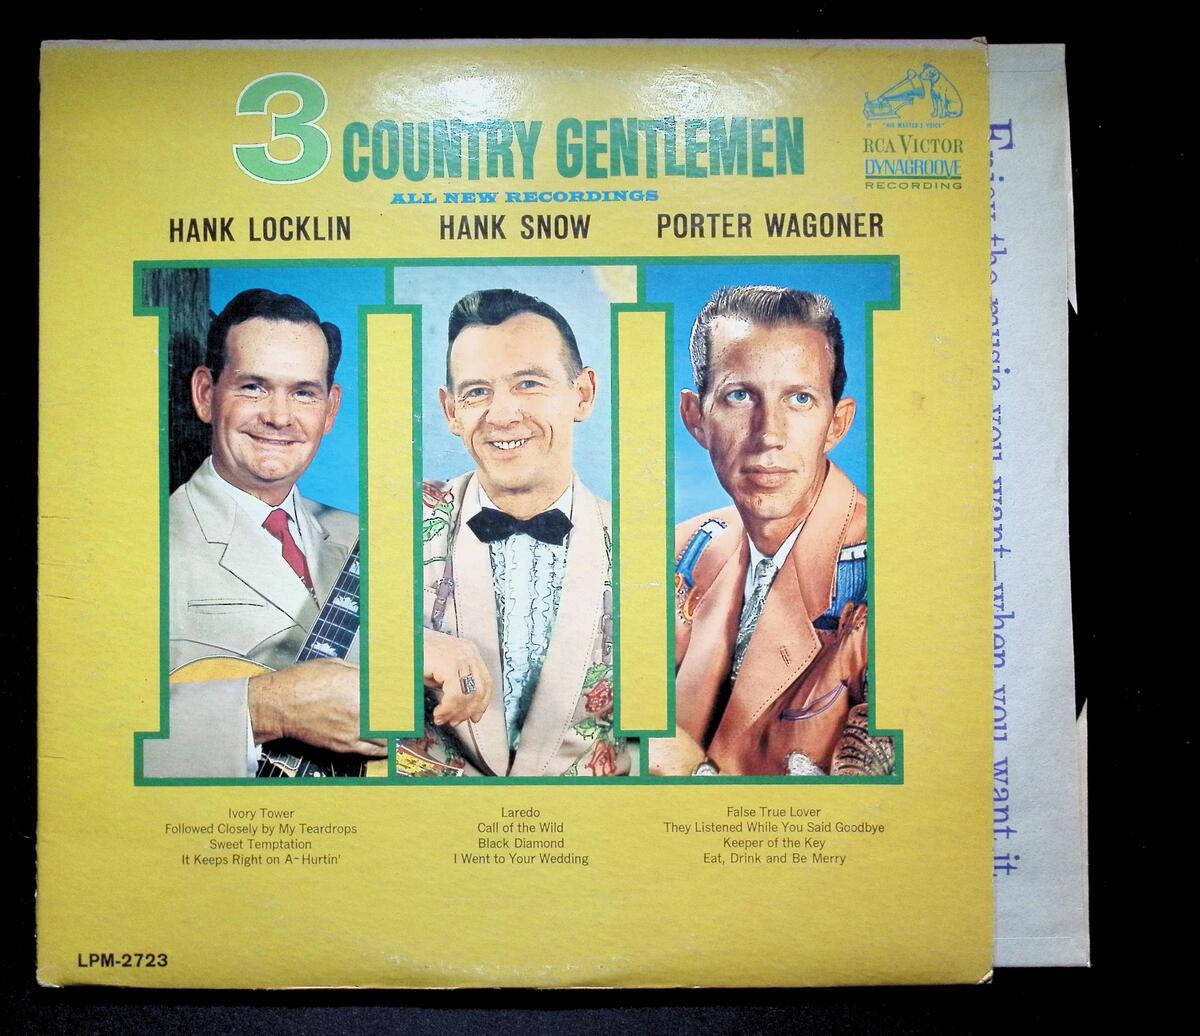 3 COUNTRY GENTLEMEN
"HIS MASTER'S VOICE"
RCA VICTOR
DYNAGROOVE
RECORDING
ALL NEW RECORDINGS
HANK LOCKLIN HANK SNOW PORTER WAGONER
Ivory Tower
Followed Closely by My Teardrops
Sweet Temptation
It Keeps Right on A-Hurtin'
Laredo
Call of the Wild
Black Diamond
I Went to Your Wedding
False True Lover
They Listened While You Said Goodbye
Keeper of the Key
Eat, Drink and Be Merry
LPM-2723
Enjoy the music you want—when you want it.